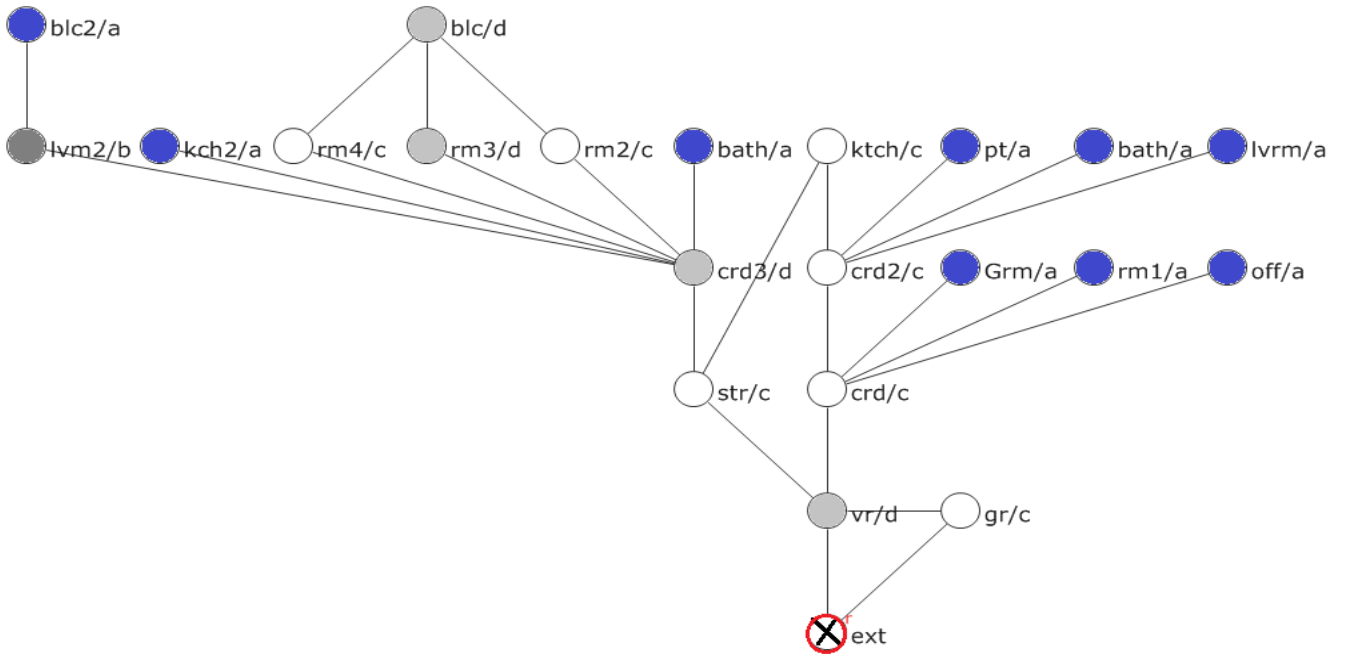 blc2/a
blc/d
lvm2/b
kch2/a
rm4/c
rm3/d
rm2/c
bath/a
ktch/c
pt/a
bath/a
lvrm/a
crd3/d
crd2/c
Grm/a
rm1/a
off/a
str/c
crd/c
vr/d
gr/c
r
ext